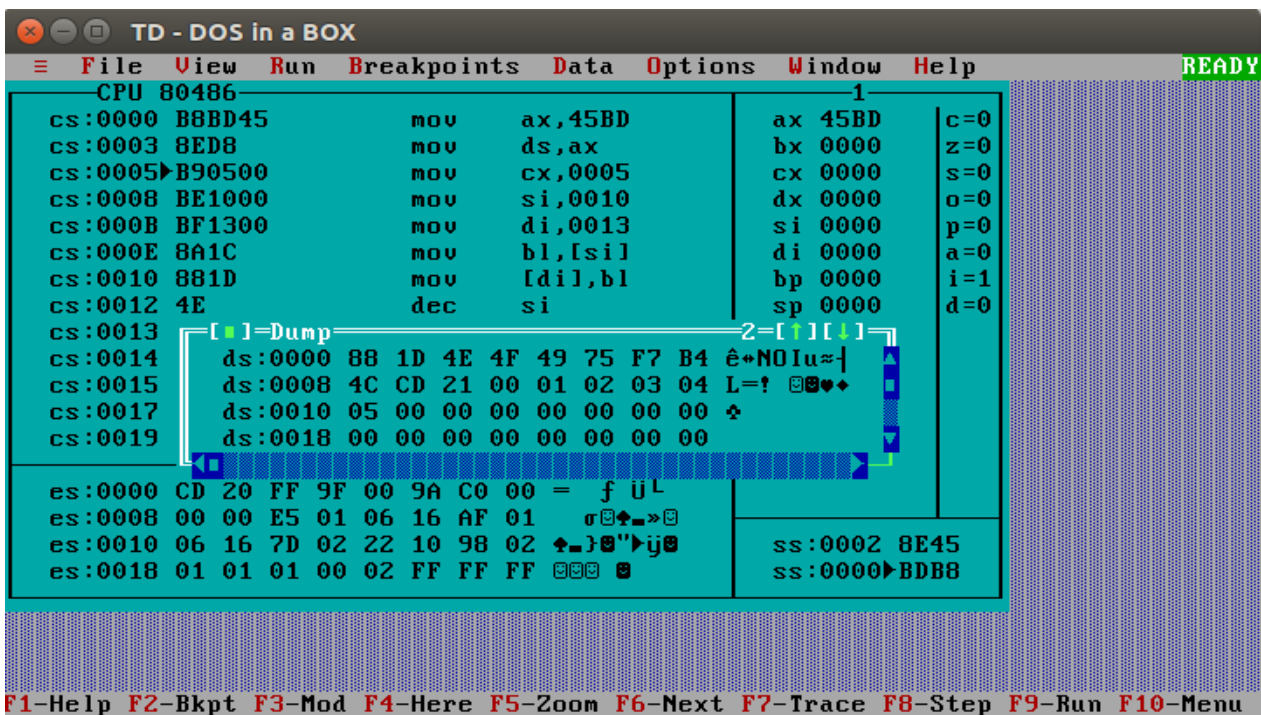 TD - DOS in a BOX
≡ File View Run Breakpoints Data Options Window Help READY
CPU 80486 1
cs:0000 B8BD45 mov ax,45BD ax 45BD c=0
cs:0003 8ED8 mov ds,ax bx 0000 z=0
cs:0005►B90500 mov cx,0005 cx 0000 s=0
cs:0008 BE1000 mov si,0010 dx 0000 o=0
cs:000B BF1300 mov di,0013 si 0000 p=0
cs:000E 8A1C mov bl,[si] di 0000 a=0
cs:0010 881D mov [di],bl bp 0000 i=1
cs:0012 4E dec si sp 0000 d=0
cs:0013 [■]=Dump 2=[↑][↓]
cs:0014 ds:0000 88 1D 4E 4F 49 75 F7 B4 ê↔NOIu≈┤
cs:0015 ds:0008 4C CD 21 00 01 02 03 04 L=! ☺☻♥♦
cs:0017 ds:0010 05 00 00 00 00 00 00 00 ♣
cs:0019 ds:0018 00 00 00 00 00 00 00 00
es:0000 CD 20 FF 9F 00 9A C0 00 = ƒ Ü└
es:0008 00 00 E5 01 06 16 AF 01 σ☺♠▬»☺
es:0010 06 16 7D 02 22 10 98 02 ♠▬}☻"►ÿ☻ ss:0002 8E45
es:0018 01 01 01 00 02 FF FF FF ☺☺☺ ☻ ss:0000►BDB8
F1-Help F2-Bkpt F3-Mod F4-Here F5-Zoom F6-Next F7-Trace F8-Step F9-Run F10-Menu